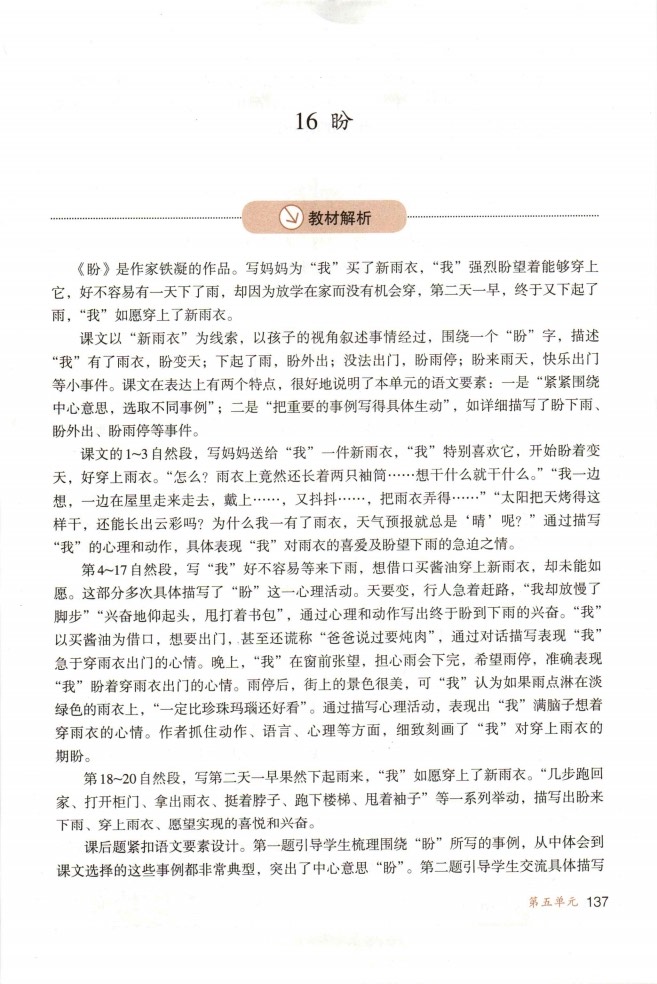 16 盼
教材解析
《盼》是作家铁凝的作品。写妈妈为“我”买了新雨衣，“我”强烈盼望着能够穿上
它，好不容易有一天下了雨，却因为放学在家而没有机会穿，第二天一早，终于又下起了
雨，“我”如愿穿上了新雨衣。
课文以“新雨衣”为线索，以孩子的视角叙述事情经过，围绕一个“盼”字，描述
“我”有了雨衣，盼变天；下起了雨，盼外出；没法出门，盼雨停；盼来雨天，快乐出门
等小事件。课文在表达上有两个特点，很好地说明了本单元的语文要素：一是“紧紧围绕
中心意思，选取不同事例”；二是“把重要的事例写得具体生动”，如详细描写了盼下雨、
盼外出、盼雨停等事件。
课文的1~3自然段，写妈妈送给“我”一件新雨衣，“我”特别喜欢它，开始盼着变
天，好穿上雨衣。“怎么？雨衣上竟然还长着两只袖筒……想干什么就干什么。”“我一边
想，一边在屋里走来走去，戴上……，又抖抖……，把雨衣弄得……”“太阳把天烤得这
样干，还能长出云彩吗？为什么我一有了雨衣，天气预报就总是‘晴’呢？”通过描写
“我”的心理和动作，具体表现“我”对雨衣的喜爱及盼望下雨的急迫之情。
第4~17自然段，写“我”好不容易等来下雨，想借口买酱油穿上新雨衣，却未能如
愿。这部分多次具体描写了“盼”这一心理活动。天要变，行人急着赶路，“我却放慢了
脚步”“兴奋地仰起头，甩打着书包”，通过心理和动作写出终于盼到下雨的兴奋。“我”
以买酱油为借口，想要出门，甚至还谎称“爸爸说过要炖肉”，通过对话描写表现“我”
急于穿雨衣出门的心情。晚上，“我”在窗前张望，担心雨会下完，希望雨停，准确表现
“我”盼着穿雨衣出门的心情。雨停后，街上的景色很美，可“我”认为如果雨点淋在淡
绿色的雨衣上，“一定比珍珠玛瑙还好看”。通过描写心理活动，表现出“我”满脑子想着
穿雨衣的心情。作者抓住动作、语言、心理等方面，细致刻画了“我”对穿上雨衣的
期盼。
第18~20自然段，写第二天一早果然下起雨来，“我”如愿穿上了新雨衣。“几步跑回
家、打开柜门、拿出雨衣、挺着脖子、跑下楼梯、甩着袖子”等一系列举动，描写出盼来
下雨、穿上雨衣、愿望实现的喜悦和兴奋。
课后题紧扣语文要素设计。第一题引导学生梳理围绕“盼”所写的事例，从中体会到
课文选择的这些事例都非常典型，突出了中心意思“盼”。第二题引导学生交流具体描写
第五单元 137